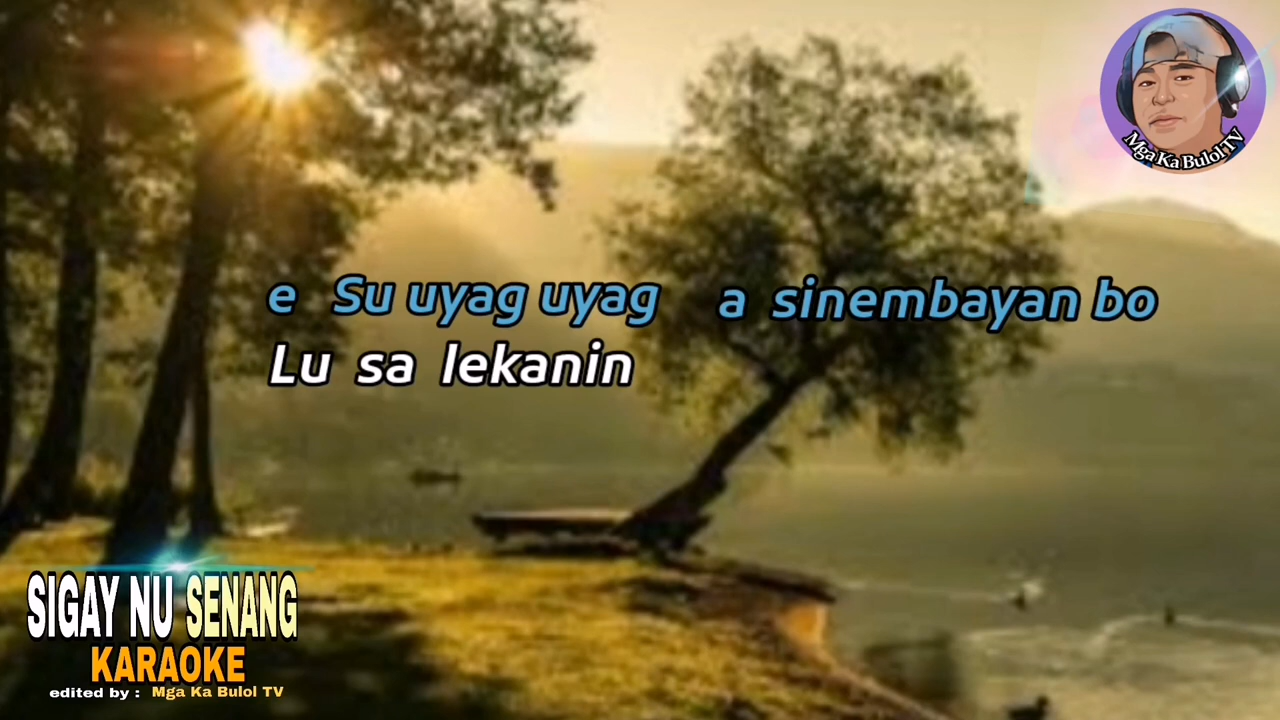 Mga Ka Bulol TV
e Su uyag uyag a sinembayan bo
Lu sa lekanin
SIGAY NU SENANG
KARAOKE
edited by : Mga Ka Bulol TV